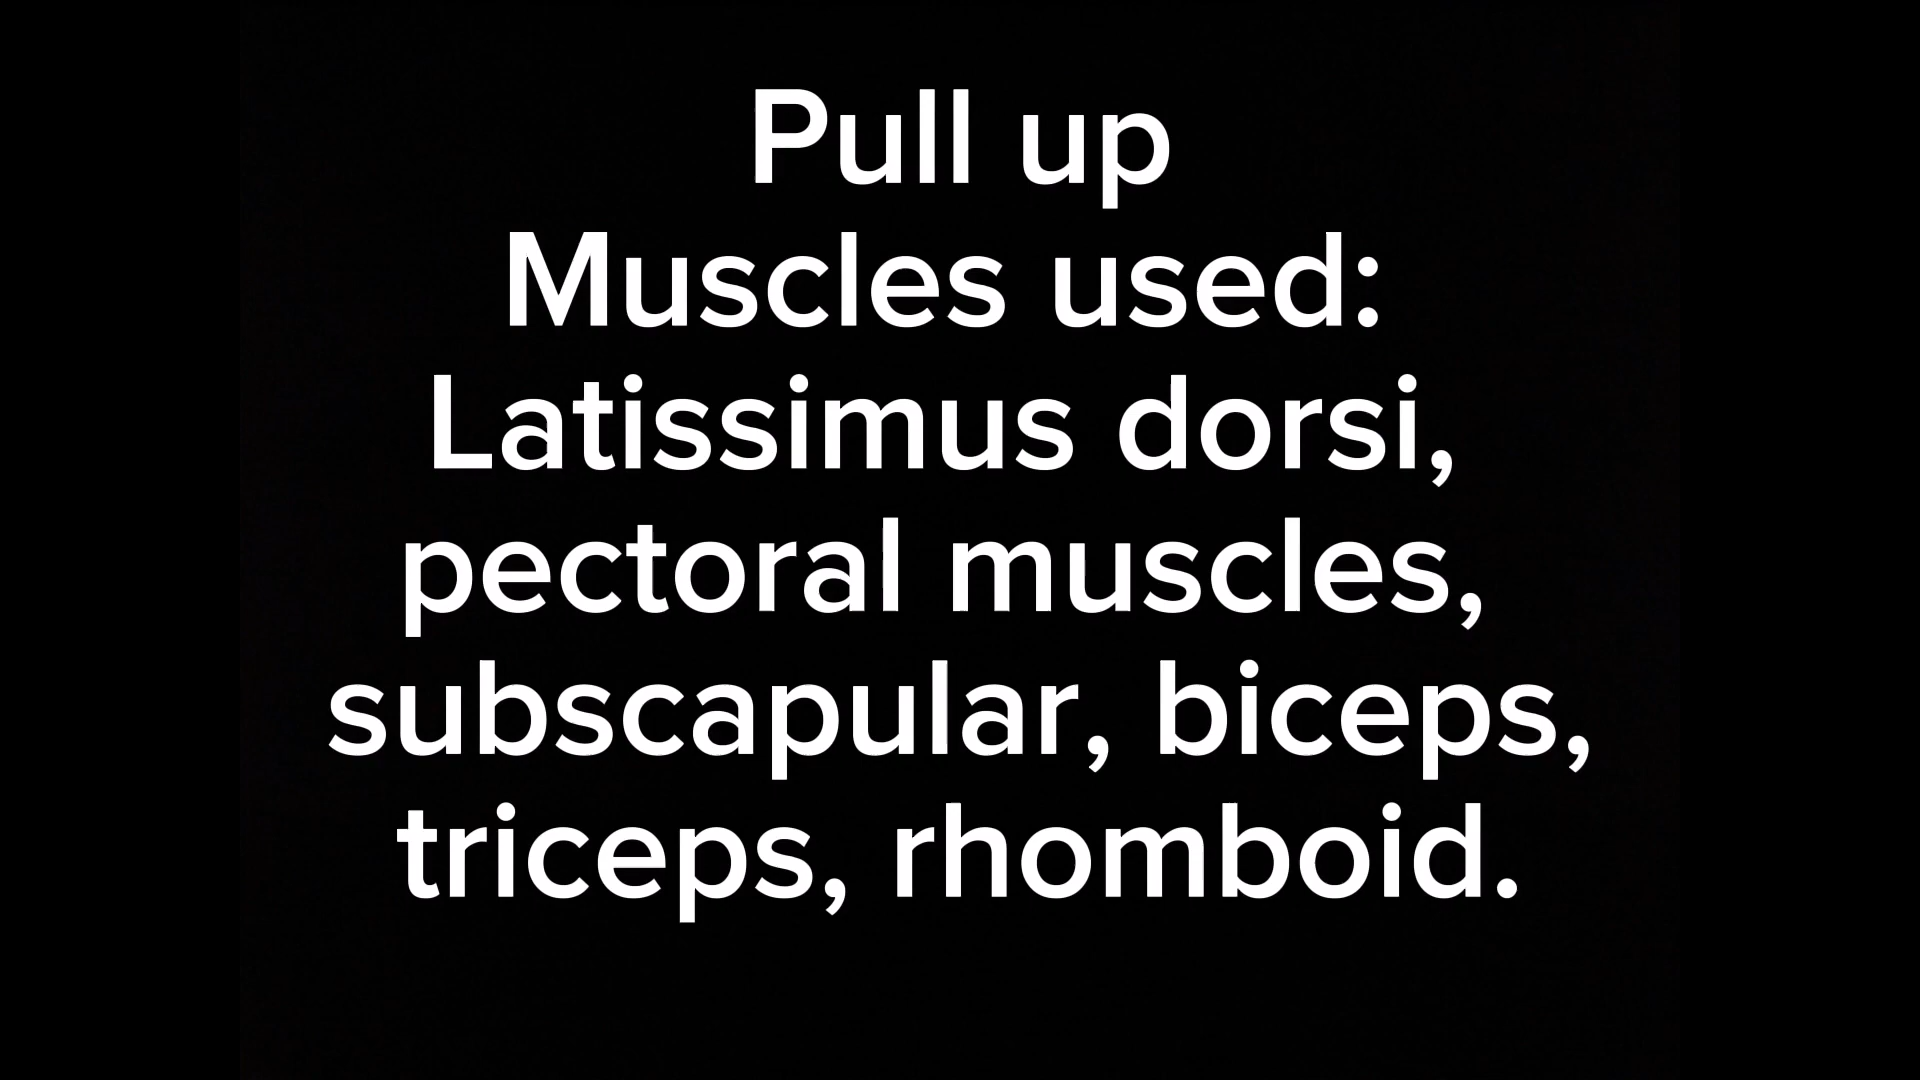 Pull up
Muscles used:
Latissimus dorsi,
pectoral muscles,
subscapular, biceps,
triceps, rhomboid.